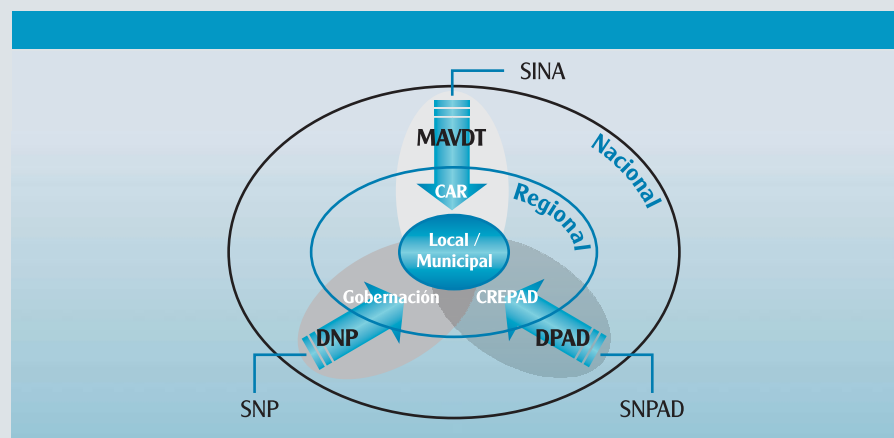 SINA
MAVDT
Nacional
CAR
Regional
Local /
Municipal
Gobernación
CREPAD
DNP
DPAD
SNP
SNPAD